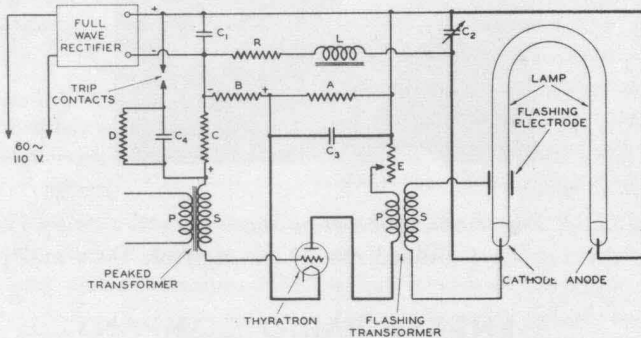 FULL
WAVE
RECTIFIER
+
-
C1
R
L
C2
TRIP
CONTACTS
- B +
A
LAMP
FLASHING
ELECTRODE
D
C4
C
C3
E
+
60~
110 V.
P
S
P
S
PEAKED
TRANSFORMER
THYRATRON
FLASHING
TRANSFORMER
CATHODE
ANODE